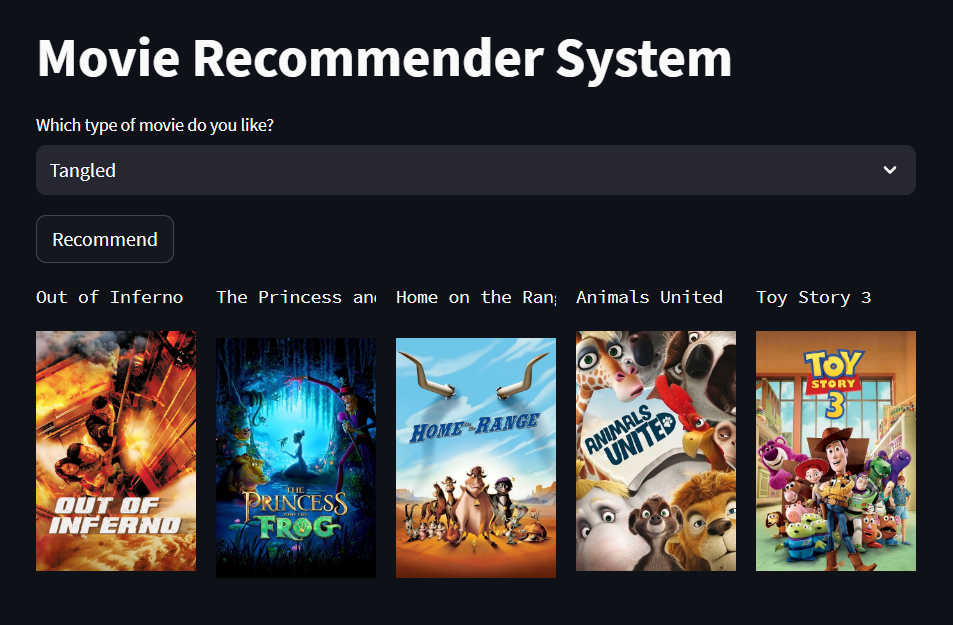 Movie Recommender System
Which type of movie do you like?
Tangled
Recommend
Out of Inferno
The Princess an
Home on the Ran
Animals United
Toy Story 3
OUT OF
INFERNO
THE
PRINCESS
AND THE
FROG
HOME ON THE RANGE
ANIMALS
UNITED
TOY
STORY
3